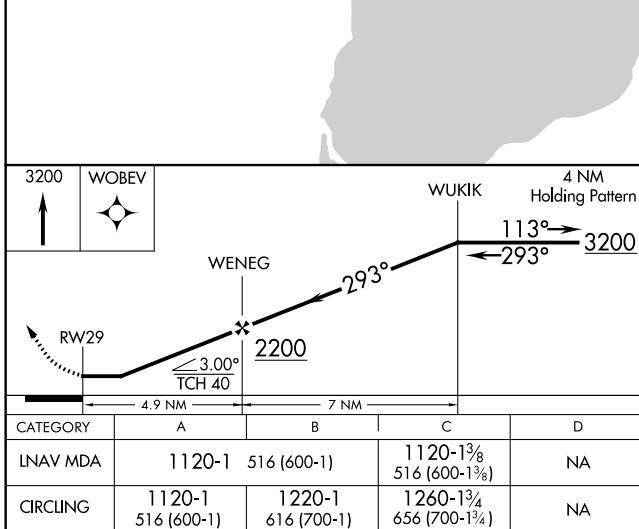 3200 WOBEV
WUKIK
4 NM
Holding Pattern
113°
3200
293°
WENEG
293°
RW29
2200
3.00°
TCH 40
4.9 NM 7 NM
CATEGORY A B C D
LNAV MDA 1120-1 516 (600-1) 1120-1⅜ NA
516 (600-1⅜)
CIRCLING 1120-1 1220-1 1260-1¾ NA
516 (600-1) 616 (700-1) 656 (700-1¾)